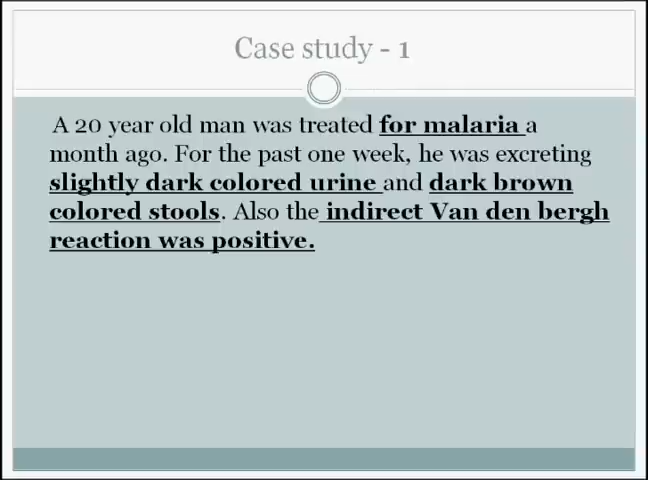 Case study - 1
A 20 year old man was treated for malaria a
month ago. For the past one week, he was excreting
slightly dark colored urine and dark brown
colored stools. Also the indirect Van den bergh
reaction was positive.